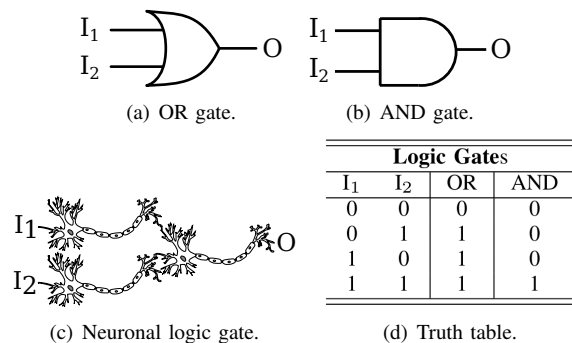 I1 O
I2
I1 O
I2
(a) OR gate. (b) AND gate.
I1 O
I2
(c) Neuronal logic gate.
Logic Gates
I1 I2 OR AND
0 0 0 0
0 1 1 0
1 0 1 0
1 1 1 1
(d) Truth table.